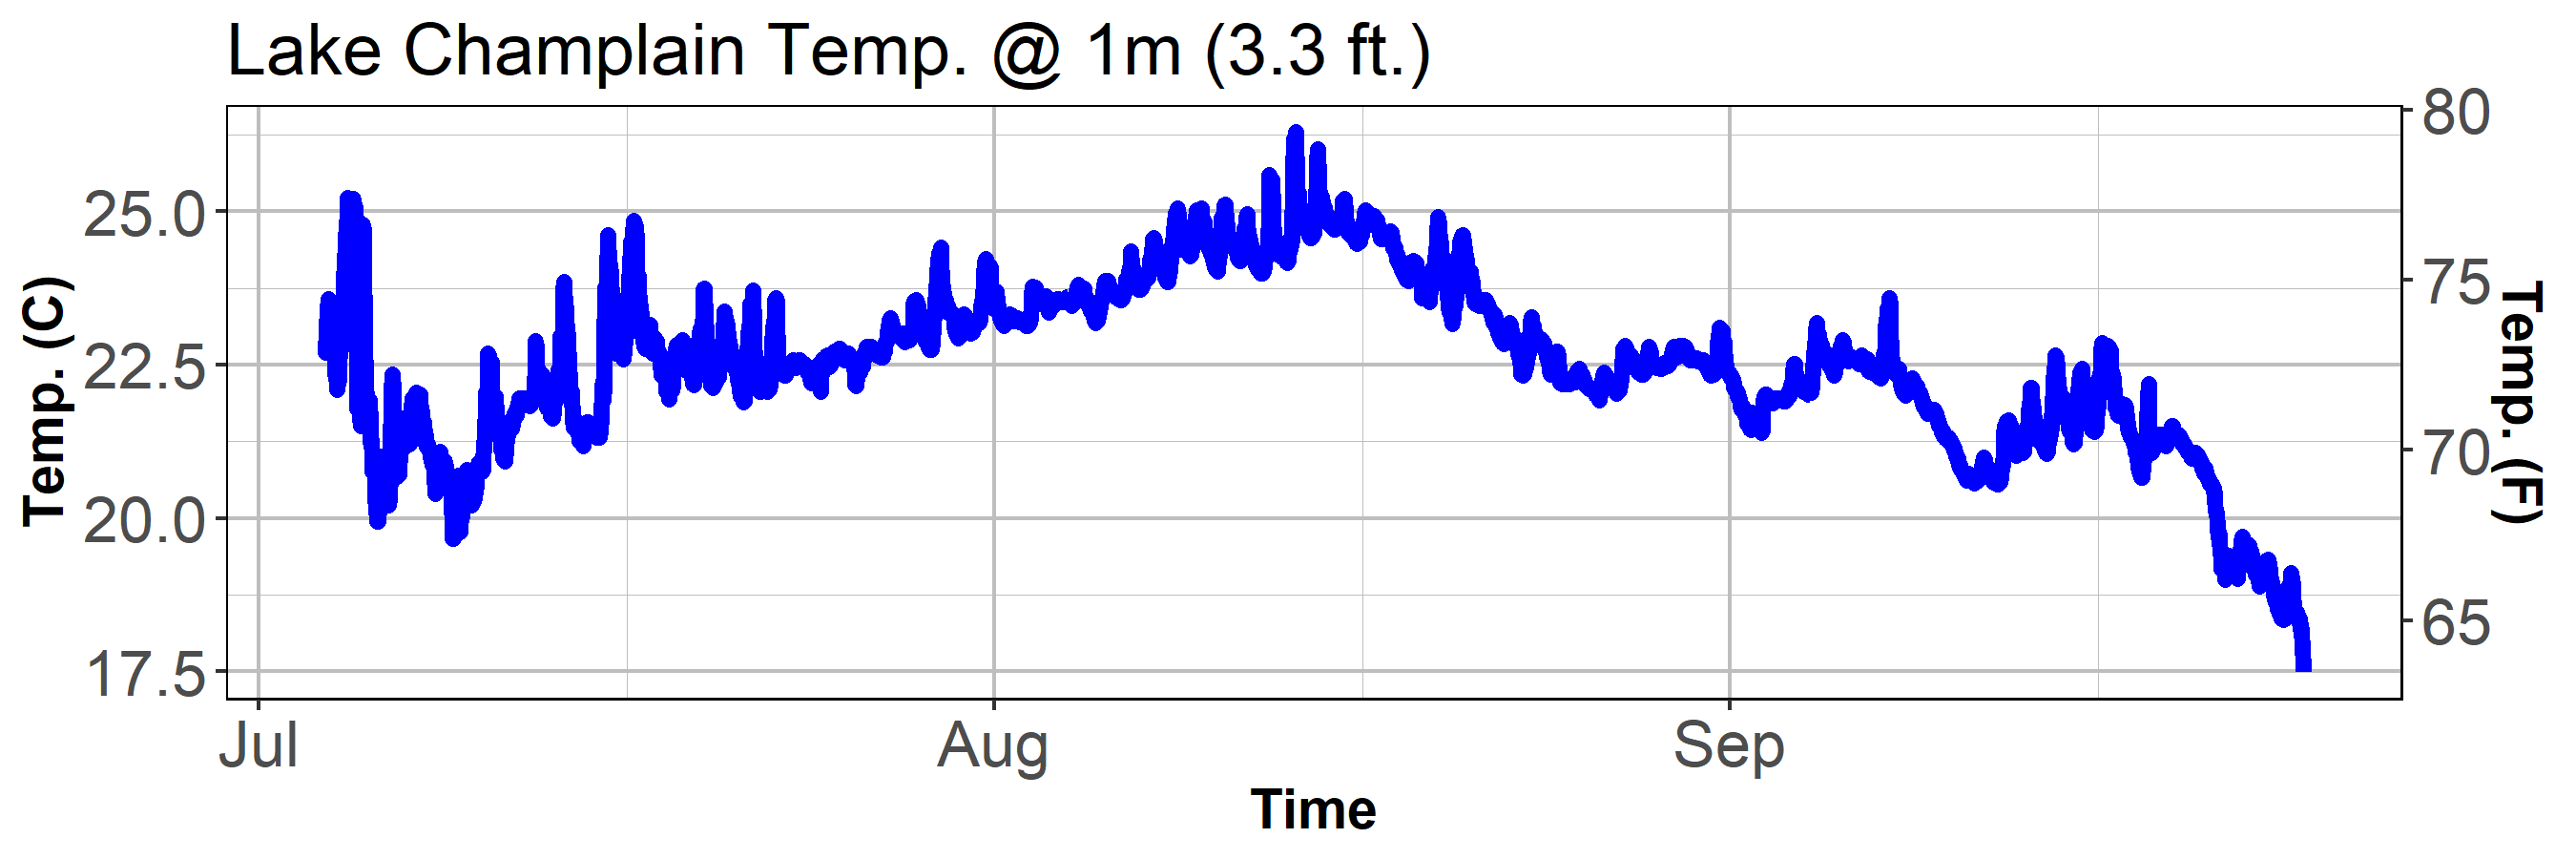 Lake Champlain Temp. @ 1m (3.3 ft.)
Temp. (C)
25.0
22.5
20.0
17.5
80
75
70
65
Temp. (F)
Jul Aug Sep
Time